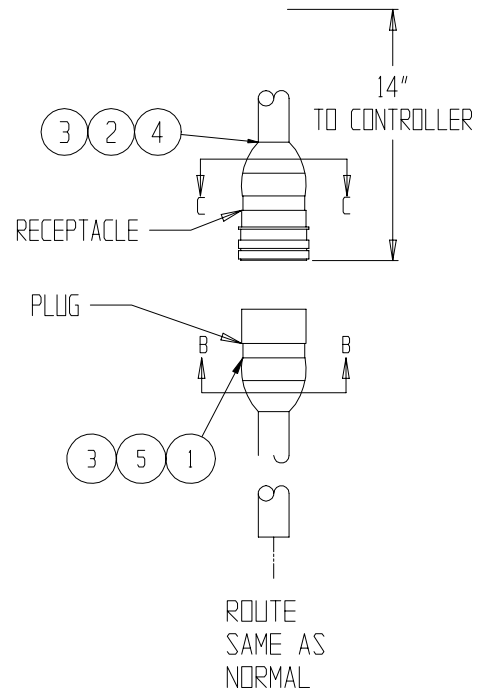 14"
TO CONTROLLER
3 2 4
C C
RECEPTACLE
PLUG
B B
3 5 1
ROUTE
SAME AS
NORMAL